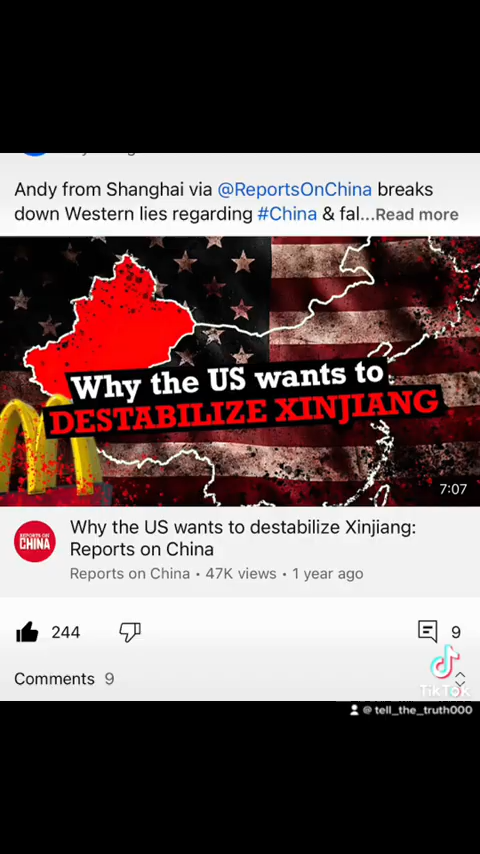 Andy from Shanghai via @ReportsOnChina breaks
down Western lies regarding #China & fal...Read more
Why the US wants to
DESTABILIZE XINJIANG
7:07
REPORTS ON
CHINA
Why the US wants to destabilize Xinjiang:
Reports on China
Reports on China • 47K views • 1 year ago
244
9
Comments 9
TikTok
@ tell_the_truth000